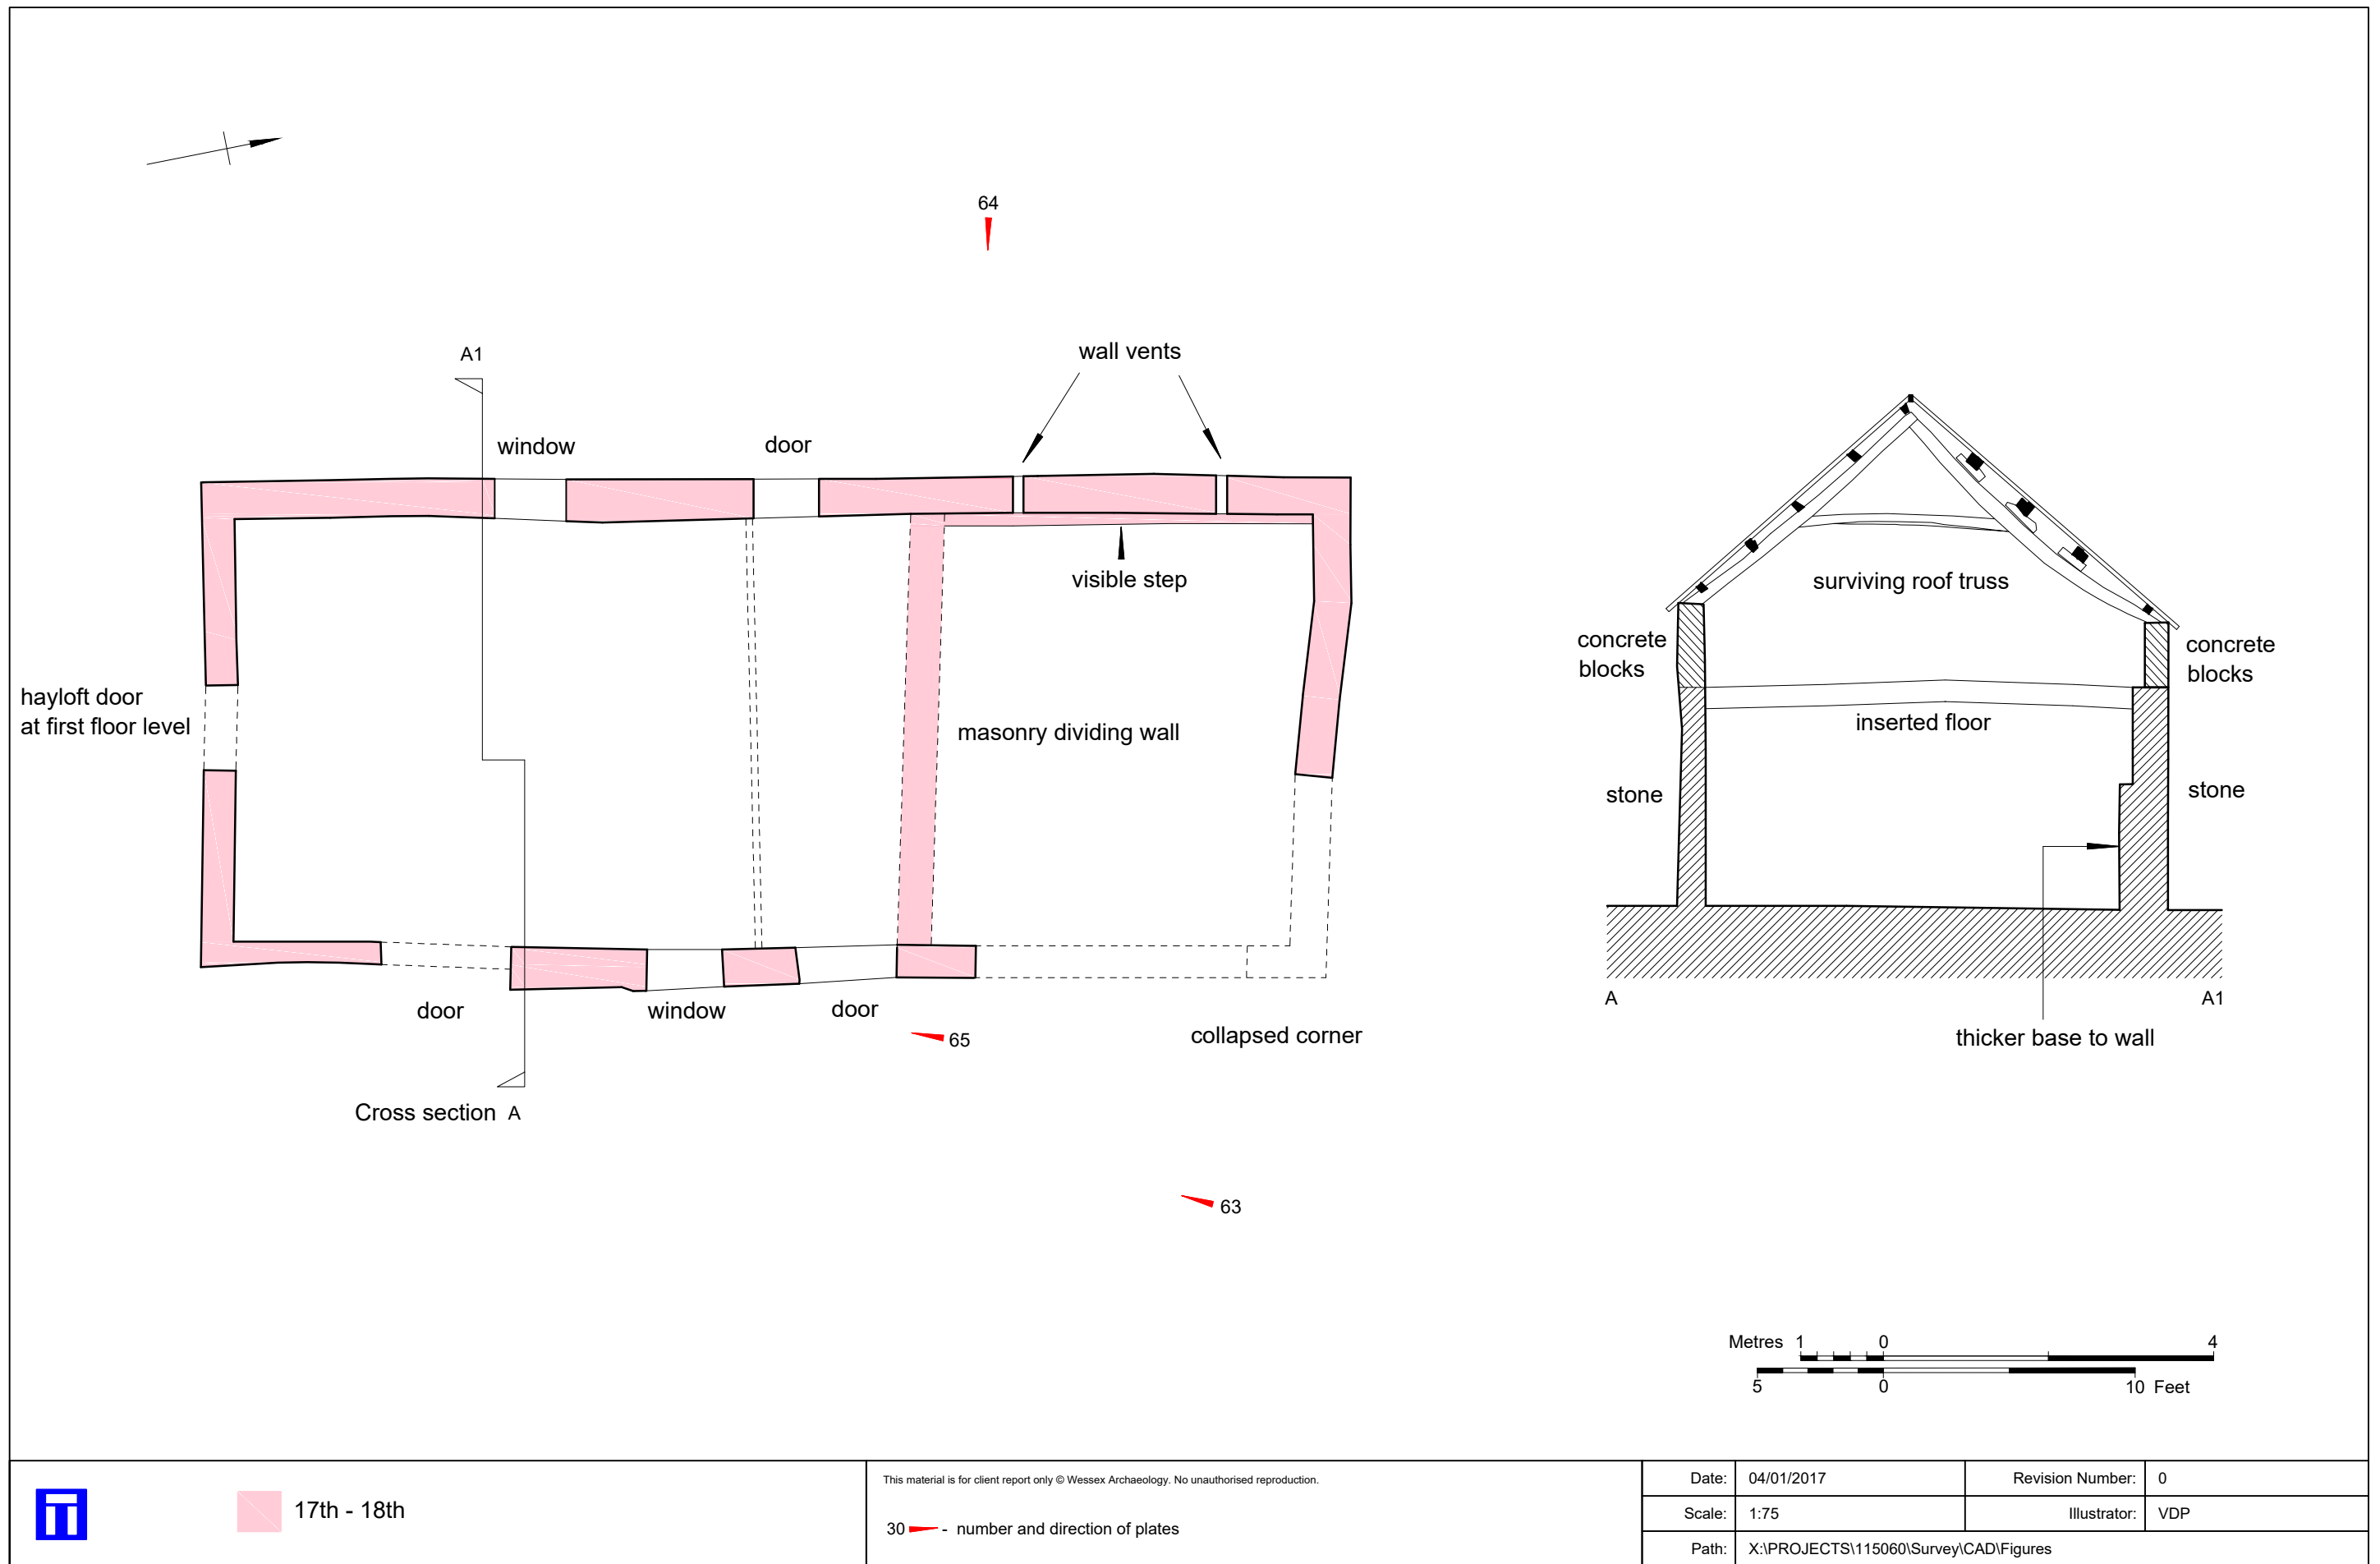 64
A1
wall vents
window
door
visible step
hayloft door
at first floor level
masonry dividing wall
door
window
door
65
collapsed corner
Cross section A
63
surviving roof truss
concrete
blocks
concrete
blocks
inserted floor
stone
stone
A
A1
thicker base to wall
Metres 1 0 4
5 0 10 Feet
17th - 18th
This material is for client report only © Wessex Archaeology. No unauthorised reproduction.
30 - number and direction of plates
Date: 04/01/2017 Revision Number: 0
Scale: 1:75 Illustrator: VDP
Path: X:\PROJECTS\115060\Survey\CAD\Figures